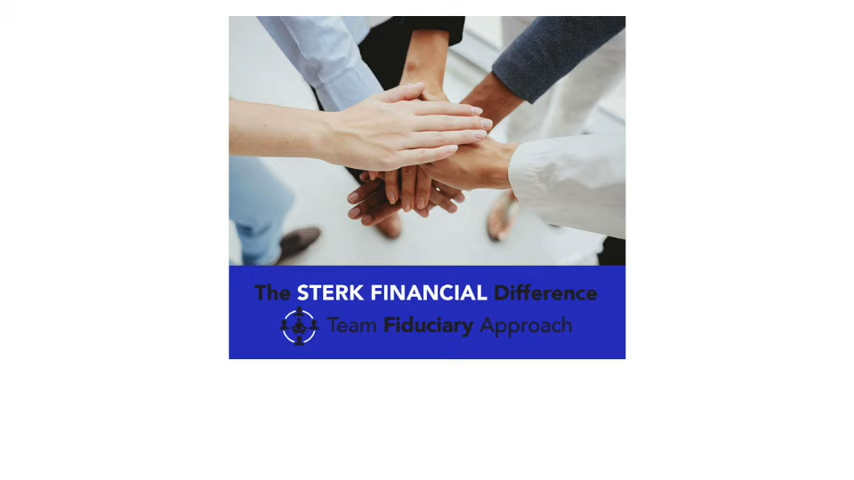 The STERK FINANCIAL Difference
Team Fiduciary Approach